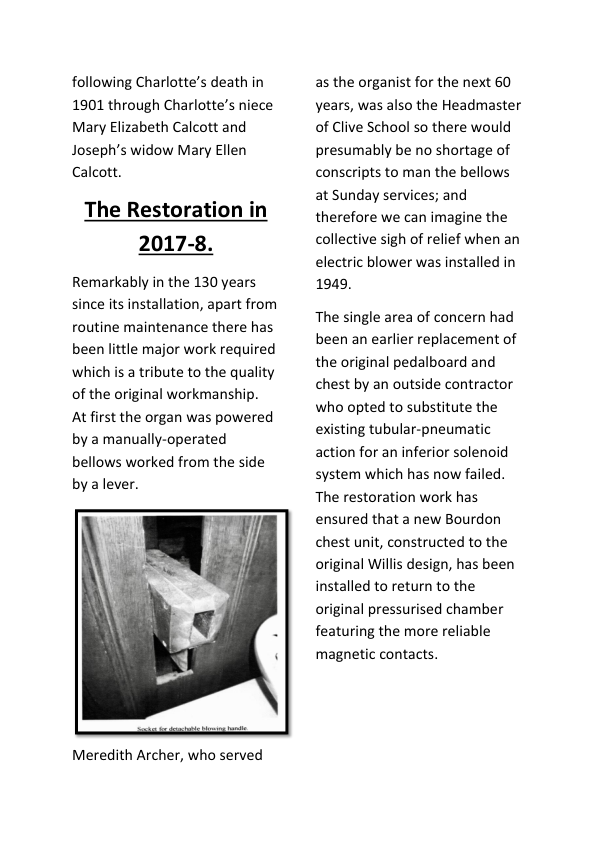 following Charlotte’s death in
1901 through Charlotte’s niece
Mary Elizabeth Calcott and
Joseph’s widow Mary Ellen
Calcott.
The Restoration in
2017-8.
Remarkably in the 130 years
since its installation, apart from
routine maintenance there has
been little major work required
which is a tribute to the quality
of the original workmanship.
At first the organ was powered
by a manually-operated
bellows worked from the side
by a lever.
Socket for detachable blowing handle.
Meredith Archer, who served
as the organist for the next 60
years, was also the Headmaster
of Clive School so there would
presumably be no shortage of
conscripts to man the bellows
at Sunday services; and
therefore we can imagine the
collective sigh of relief when an
electric blower was installed in
1949.
The single area of concern had
been an earlier replacement of
the original pedalboard and
chest by an outside contractor
who opted to substitute the
existing tubular-pneumatic
action for an inferior solenoid
system which has now failed.
The restoration work has
ensured that a new Bourdon
chest unit, constructed to the
original Willis design, has been
installed to return to the
original pressurised chamber
featuring the more reliable
magnetic contacts.